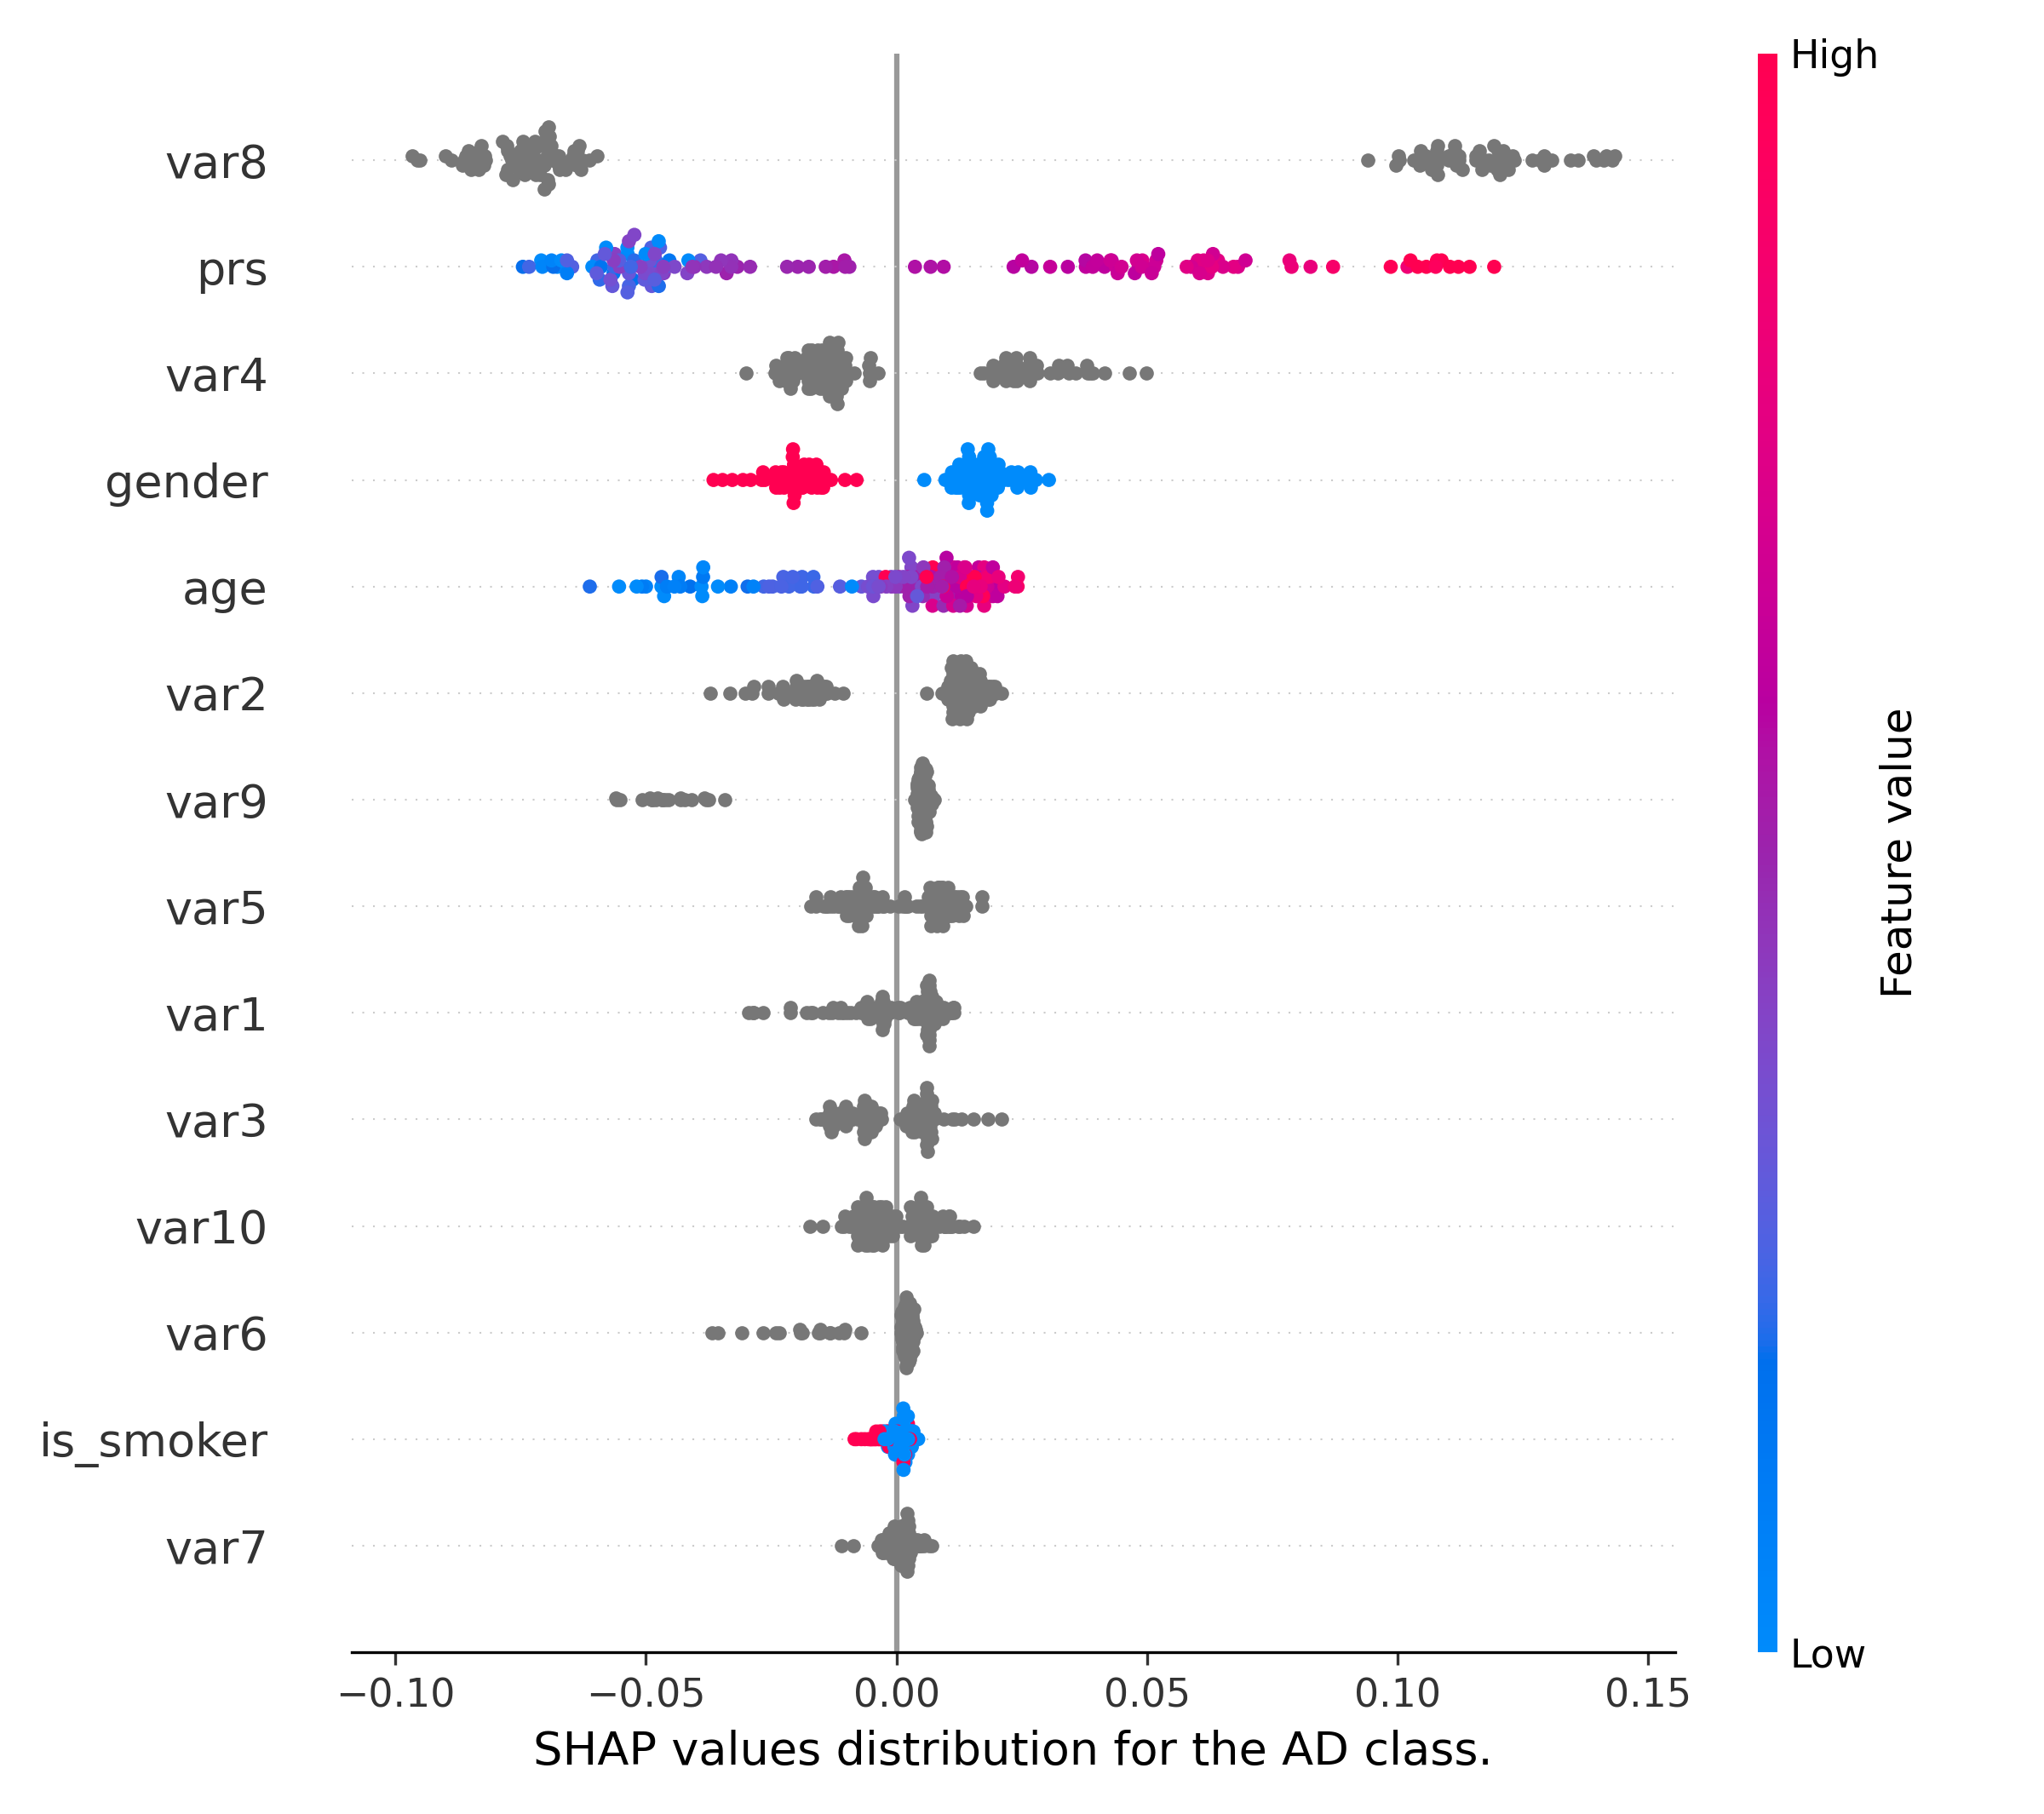 High
var8
prs
var4
gender
age
var2
var9
var5
var1
var3
var10
var6
is_smoker
var7
Feature value
Low
−0.10 −0.05 0.00 0.05 0.10 0.15
SHAP values distribution for the AD class.